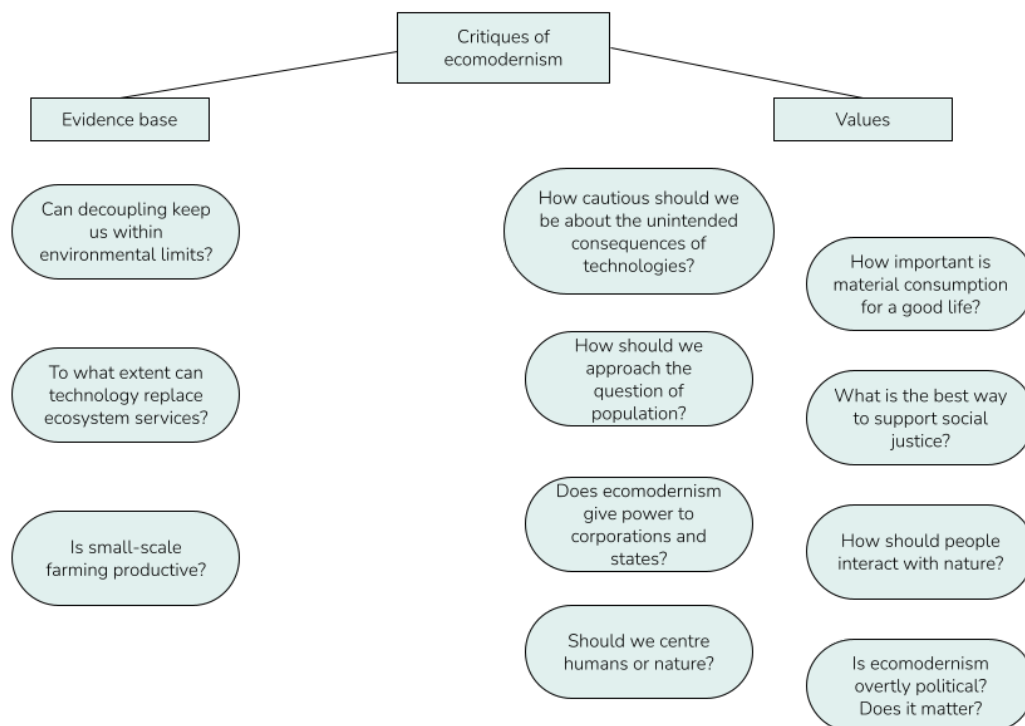 Critiques of
ecomodernism
Evidence base
Values
Can decoupling keep
us within
environmental limits?
To what extent can
technology replace
ecosystem services?
Is small-scale
farming productive?
How cautious should we
be about the unintended
consequences of
technologies?
How should we
approach the
question of
population?
Does ecomodernism
give power to
corporations and
states?
Should we centre
humans or nature?
How important is
material consumption
for a good life?
What is the best way
to support social
justice?
How should people
interact with nature?
Is ecomodernism
overtly political?
Does it matter?